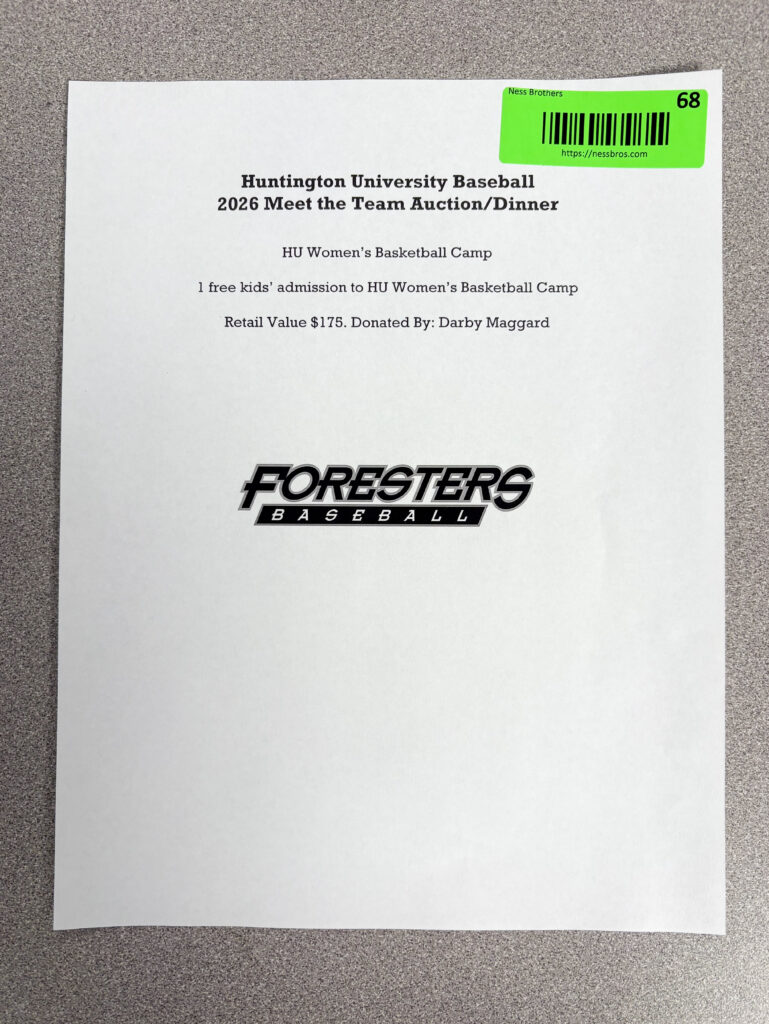 Ness Brothers
68
https://nessbros.com
Huntington University Baseball
2026 Meet the Team Auction/Dinner
HU Women's Basketball Camp
1 free kids' admission to HU Women's Basketball Camp
Retail Value $175. Donated By: Darby Maggard
FORESTERS
BASEBALL